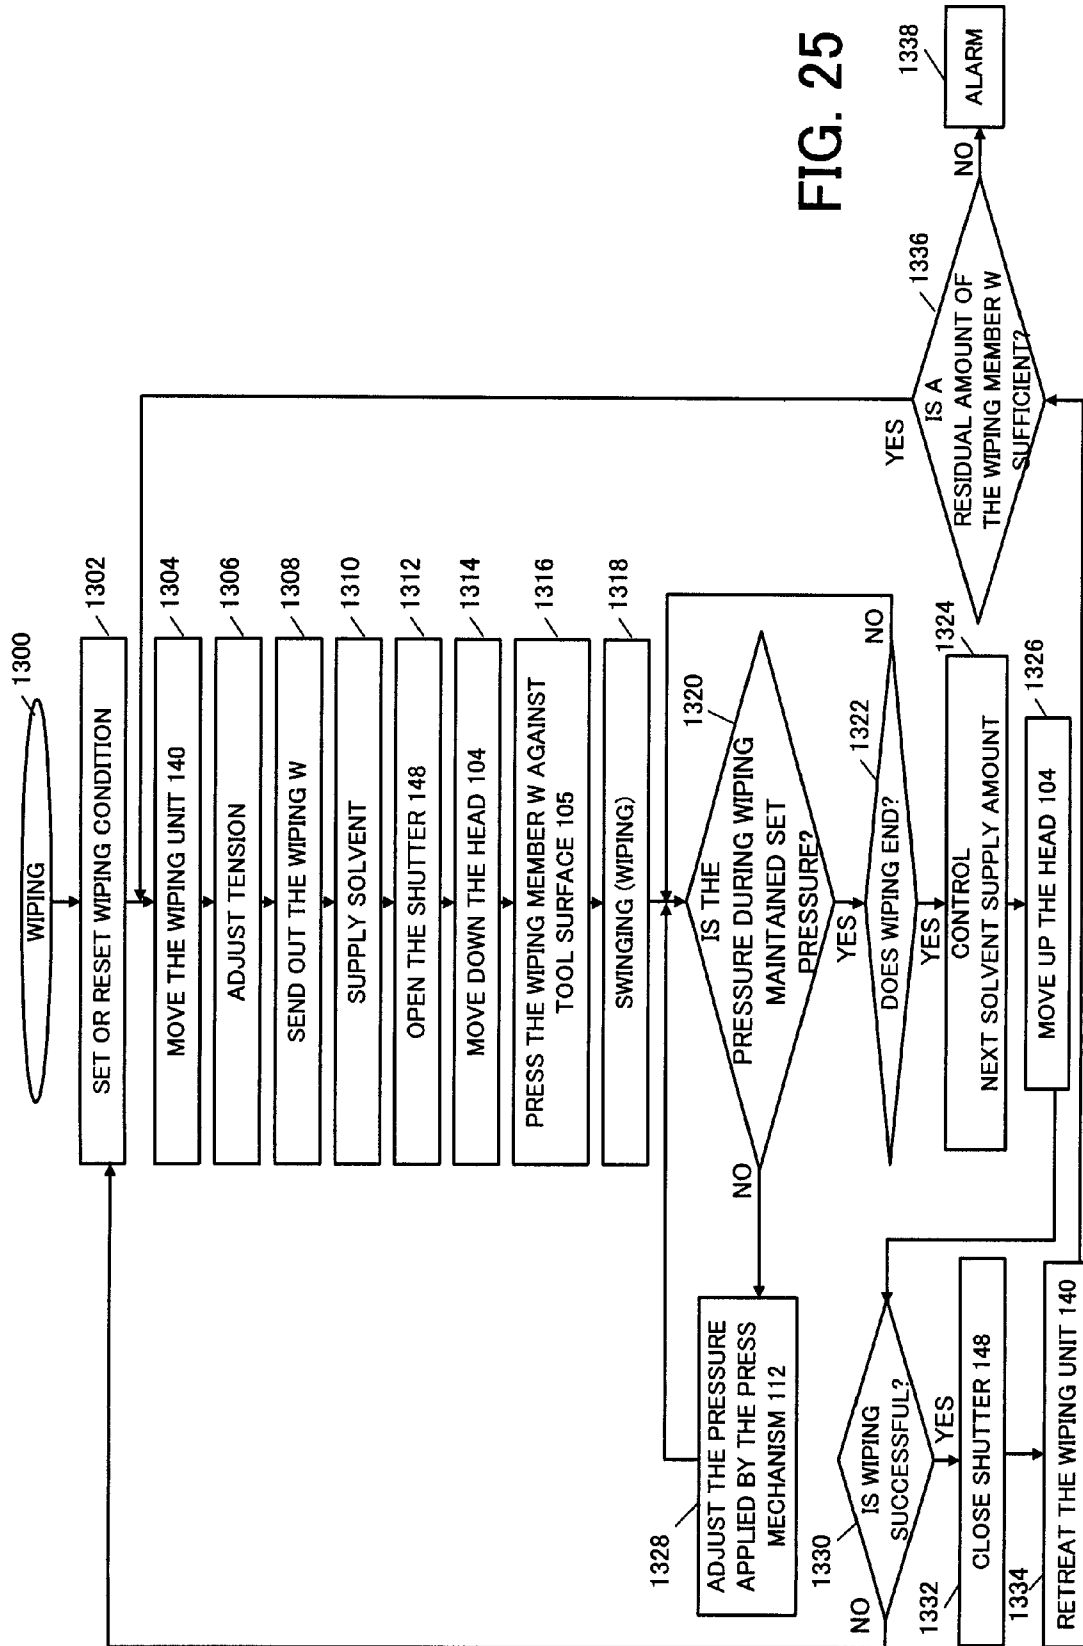 WIPING
1300
SET OR RESET WIPING CONDITION
1302
MOVE THE WIPING UNIT 140
1304
ADJUST TENSION
1306
SEND OUT THE WIPING W
1308
SUPPLY SOLVENT
1310
OPEN THE SHUTTER 148
1312
MOVE DOWN THE HEAD 104
1314
PRESS THE WIPING MEMBER W AGAINST
TOOL SURFACE 105
1316
SWINGING (WIPING)
1318
IS THE
PRESSURE DURING WIPING
MAINTAINED SET
PRESSURE?
1320
NO
YES
ADJUST THE PRESSURE
APPLIED BY THE PRESS
MECHANISM 112
1328
DOES WIPING END?
1322
NO
YES
CONTROL
NEXT SOLVENT SUPPLY AMOUNT
1324
MOVE UP THE HEAD 104
1326
IS WIPING
SUCCESSFUL?
1330
NO
YES
CLOSE SHUTTER 148
1332
RETREAT THE WIPING UNIT 140
1334
IS A
RESIDUAL AMOUNT OF
THE WIPING MEMBER W
SUFFICIENT?
1336
YES
NO
ALARM
1338
FIG. 25